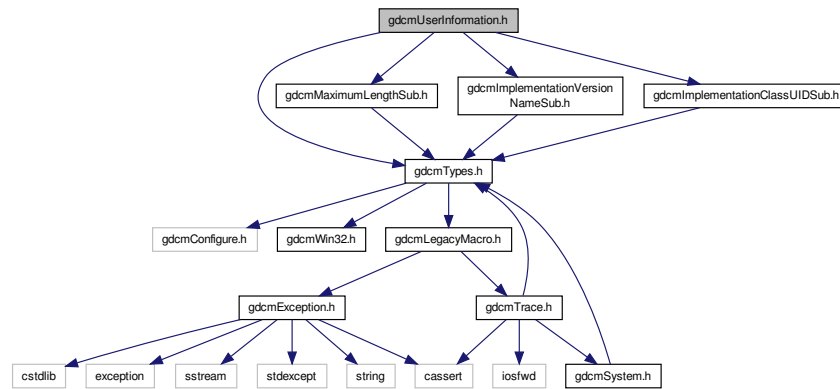 gdcmUserInformation.h
gdcmMaximumLengthSub.h
gdcmImplementationVersion
NameSub.h
gdcmImplementationClassUIDSub.h
gdcmTypes.h
gdcmConfigure.h
gdcmWin32.h
gdcmLegacyMacro.h
gdcmException.h
gdcmTrace.h
cstdlib
exception
sstream
stdexcept
string
cassert
iosfwd
gdcmSystem.h